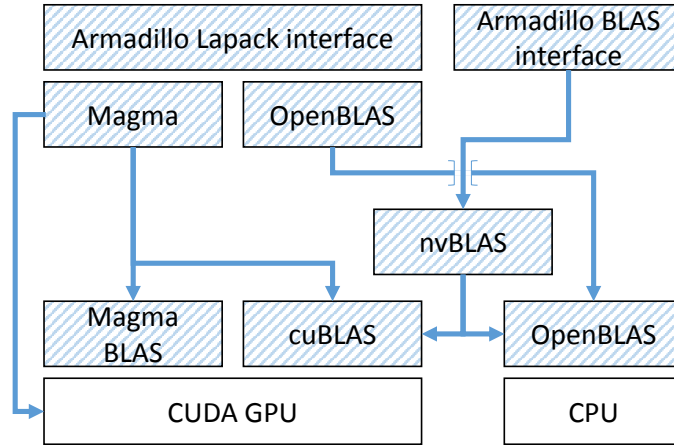 Armadillo Lapack interface
Armadillo BLAS
interface
Magma
OpenBLAS
nvBLAS
Magma
BLAS
cuBLAS
OpenBLAS
CUDA GPU
CPU